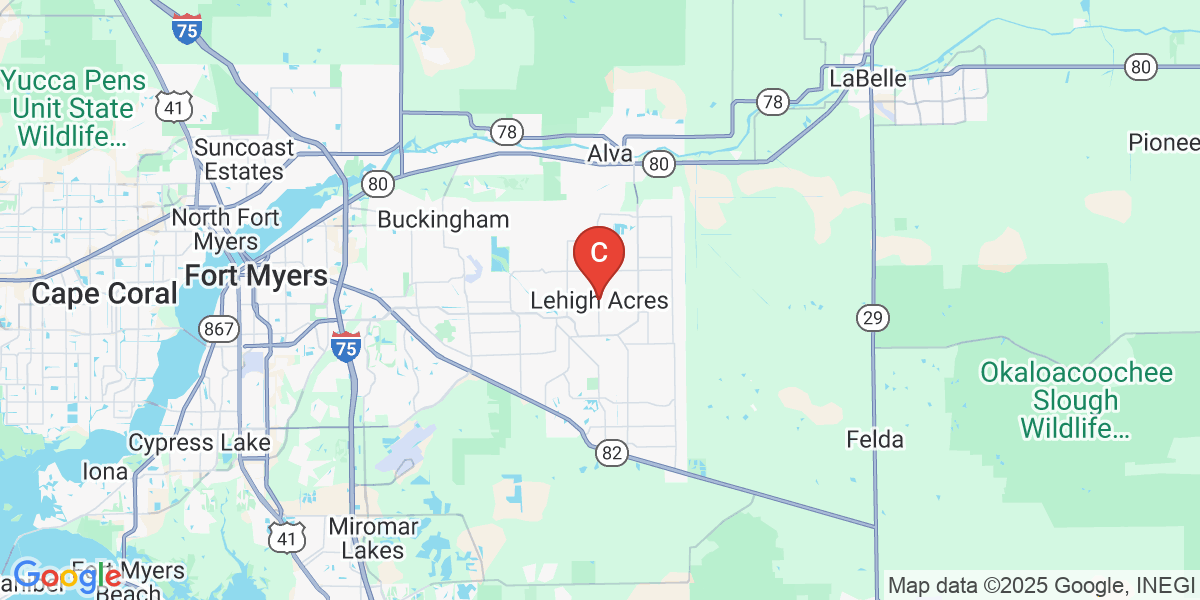 75
Yucca Pens
Unit State
Wildlife...
41
LaBelle
80
78
78
Pionee
Suncoast
Estates
Alva
80
80
North Fort
Myers
Buckingham
C
Fort Myers
Cape Coral
Lehigh Acres
867
75
29
Okaloacoochee
Slough
Wildlife...
Cypress Lake
Felda
Iona
82
Miromar
Lakes
41
Fort Myers
Beach
Google
Map data ©2025 Google, INEGI